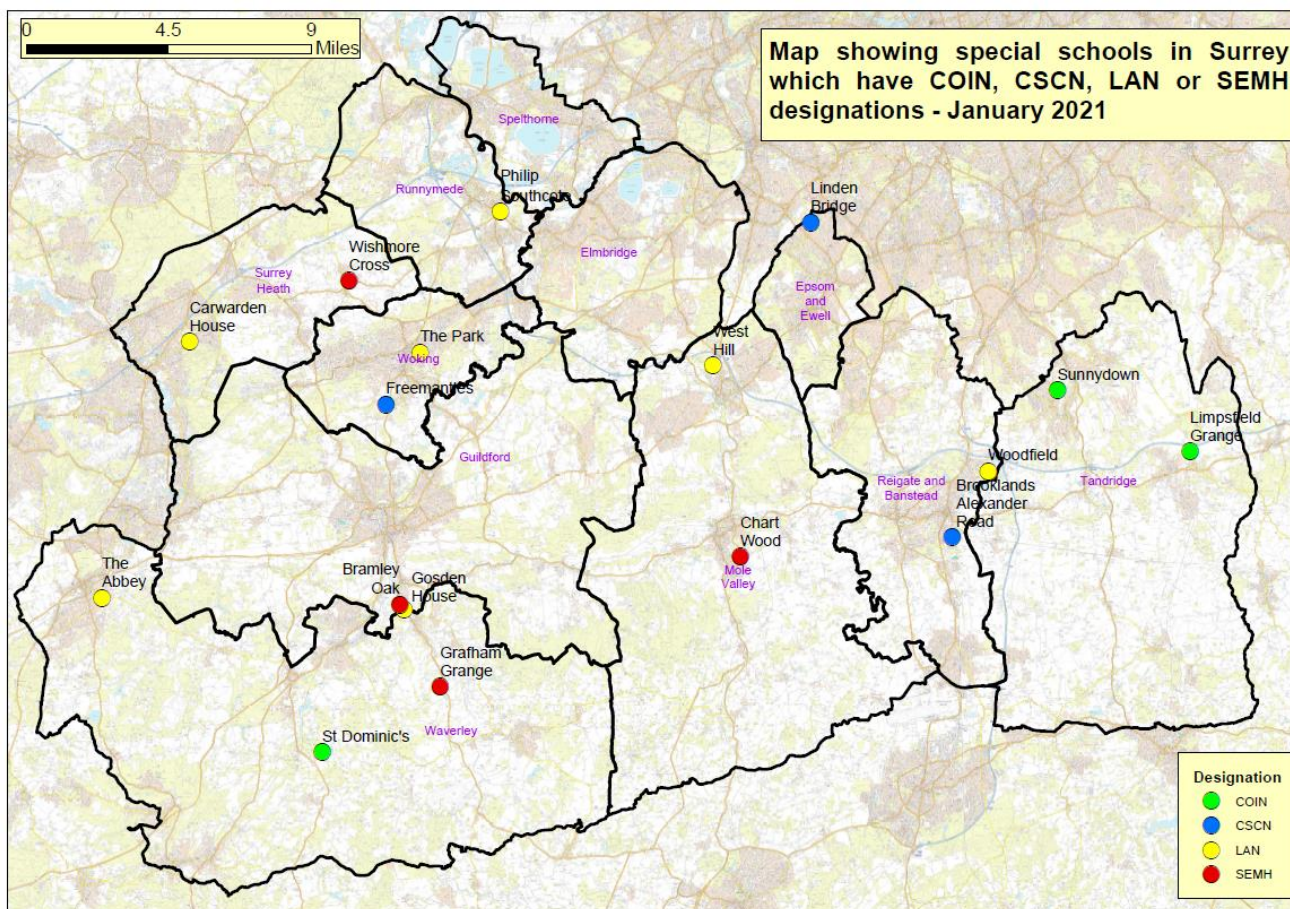 0 4.5 9
Miles
Map showing special schools in Surrey
which have COIN, CSCN, LAN or SEMH
designations - January 2021
Spelthorne
Philip
Southcote
Runnymede
Linden
Bridge
Elmbridge
Wishmore
Cross
Surrey
Heath
Epsom
and
Ewell
Carwarden
House
The Park
Woking
West
Hill
Freemantles
Sunnydown
Limpsfield
Grange
Guildford
Woodfield
Reigate and
Banstead
Brooklands
Alexander
Road
Tandridge
Chart
Wood
Mole
Valley
The
Abbey
Bramley
Oak
Gosden
House
Grafham
Grange
St Dominic's
Waverley
Designation
COIN
CSCN
LAN
SEMH